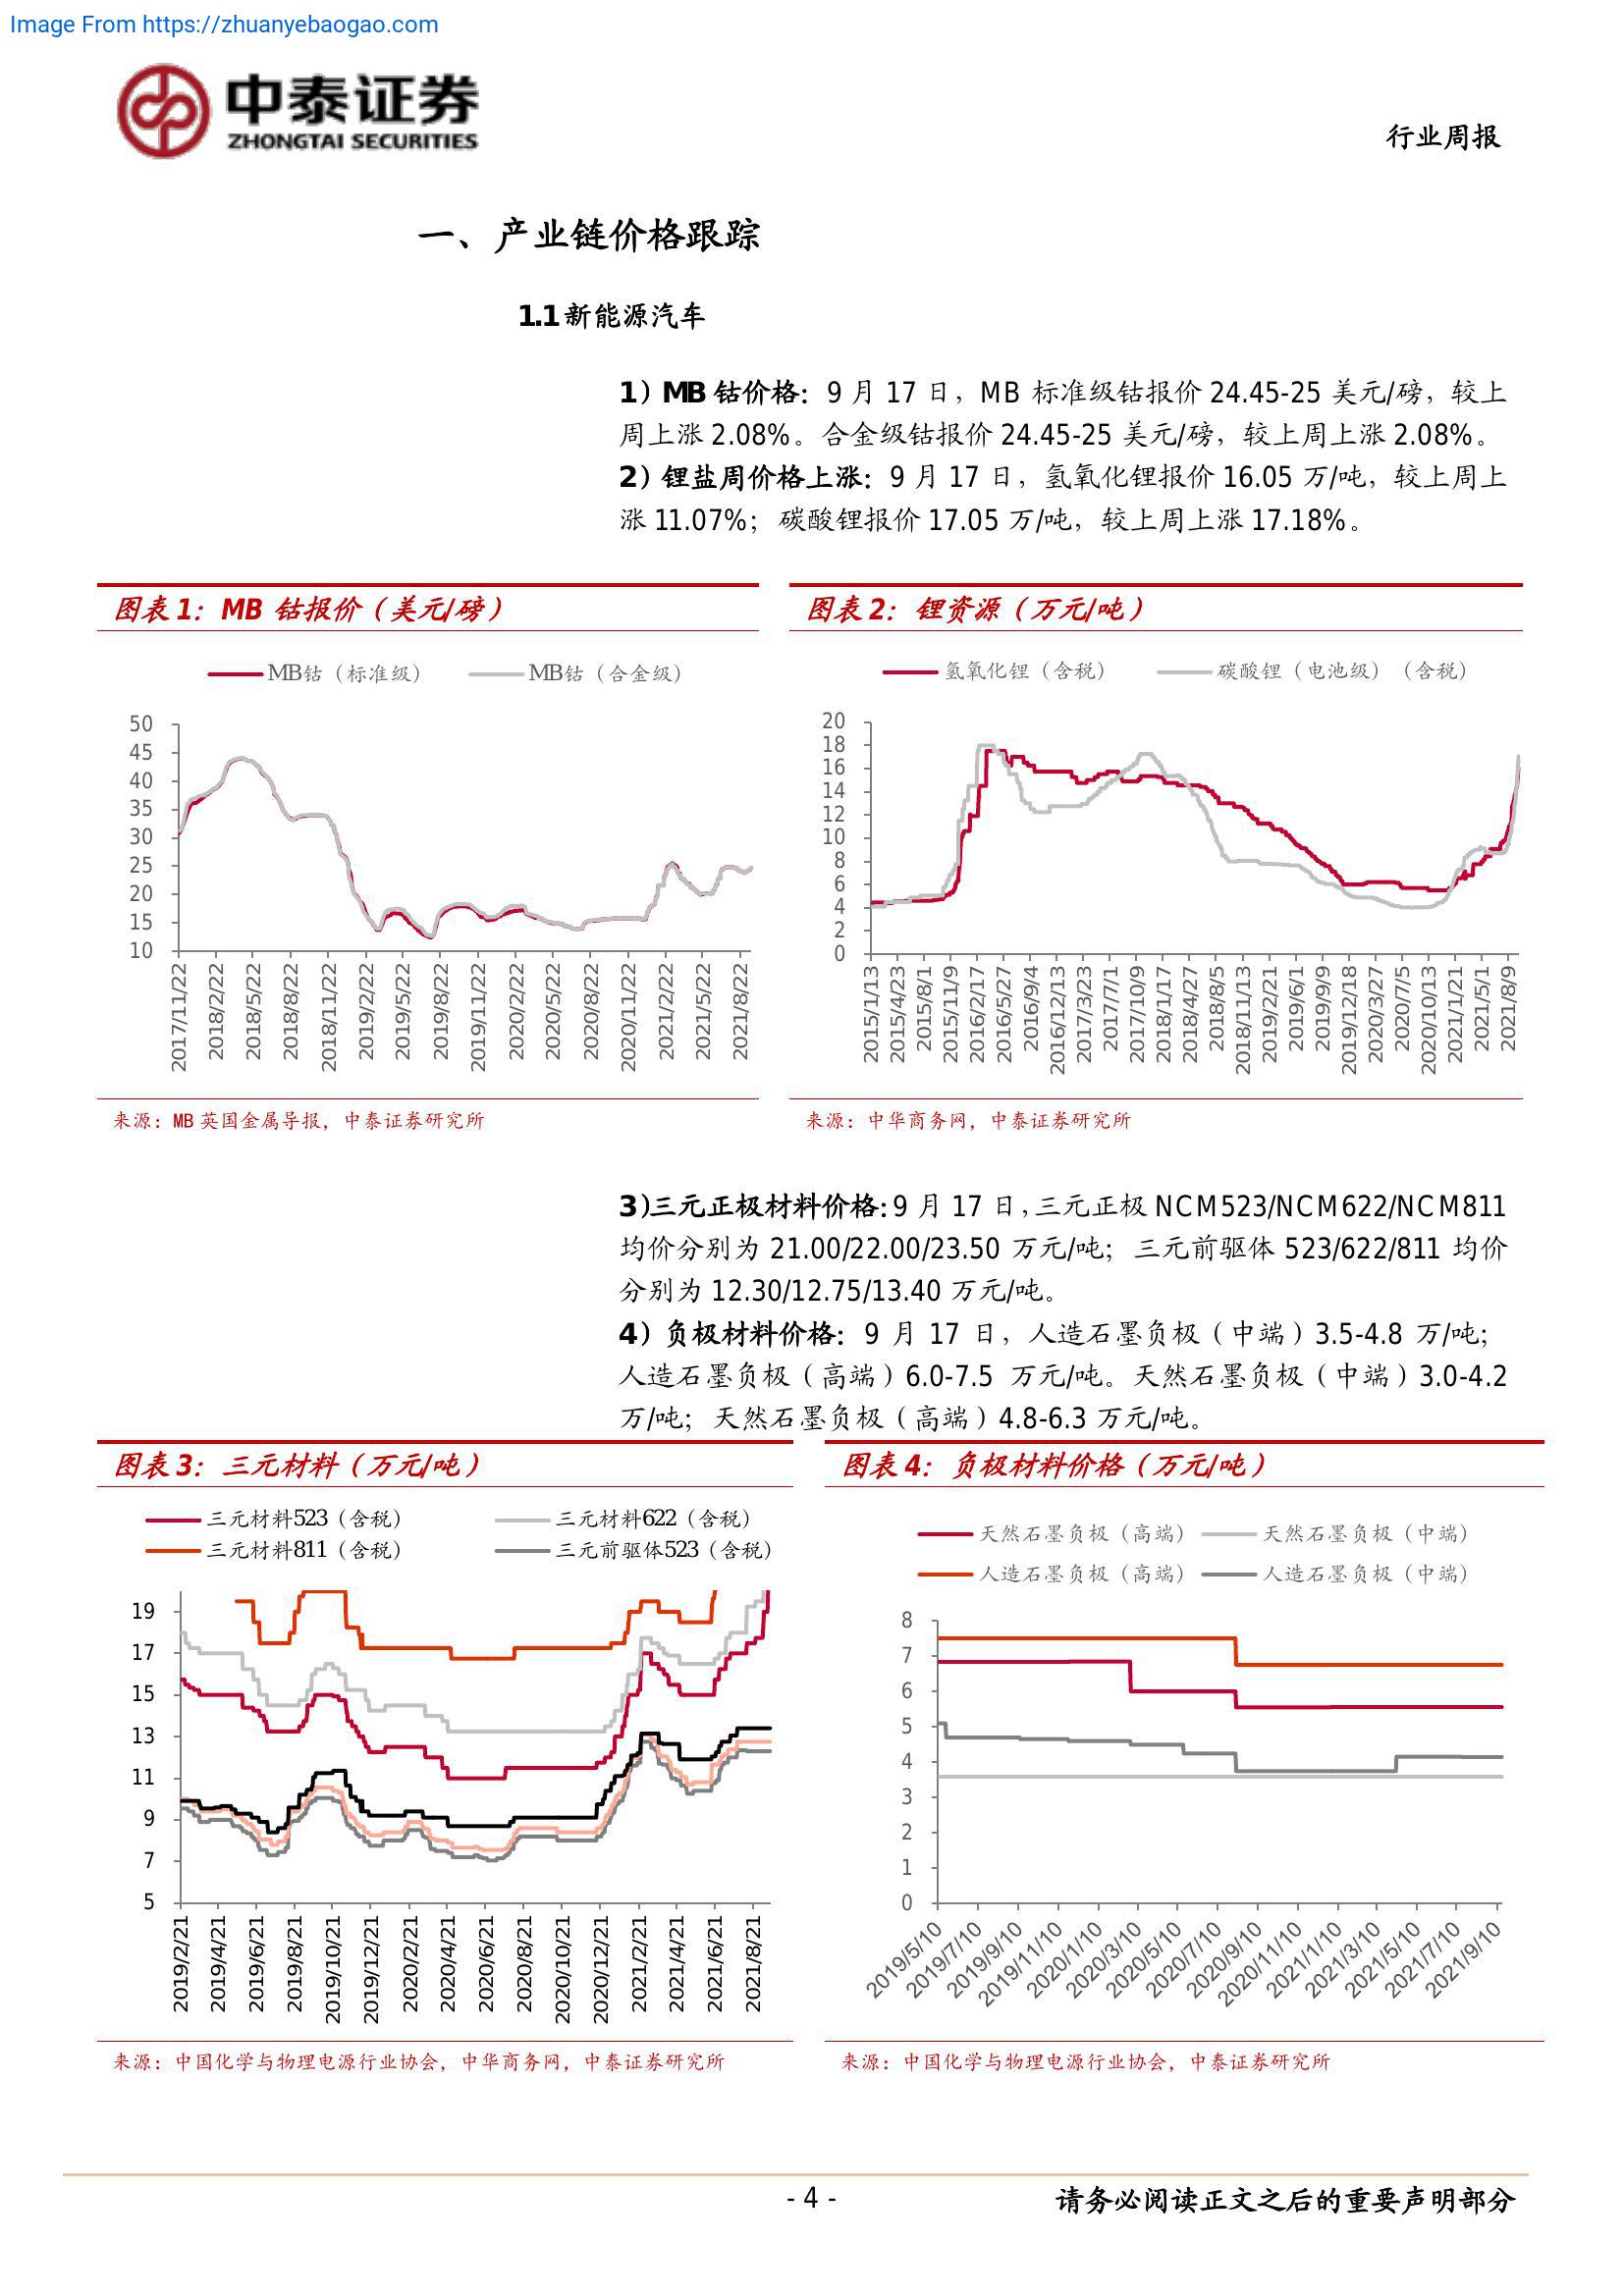 Image From https://zhuanyebaogao.com
中泰证券
ZHONGTAI SECURITIES
行业周报
一、产业链价格跟踪
1.1 新能源汽车
1）MB 钴价格：9 月 17 日，MB 标准级钴报价 24.45-25 美元/磅，较上
周上涨 2.08%。合金级钴报价 24.45-25 美元/磅，较上周上涨 2.08%。
2）锂盐周价格上涨：9 月 17 日，氢氧化锂报价 16.05 万/吨，较上周上
涨 11.07%；碳酸锂报价 17.05 万/吨，较上周上涨 17.18%。
图表 1：MB 钴报价（美元/磅）
MB钴（标准级） MB钴（合金级）
50
45
40
35
30
25
20
15
10
2017/11/22 2018/2/22 2018/5/22 2018/8/22 2018/11/22 2019/2/22 2019/5/22 2019/8/22 2019/11/22 2020/2/22 2020/5/22 2020/8/22 2020/11/22 2021/2/22 2021/5/22 2021/8/22
来源：MB 英国金属导报，中泰证券研究所
图表 2：锂资源（万元/吨）
氢氧化锂（含税） 碳酸锂（电池级）（含税）
20
18
16
14
12
10
8
6
4
2
0
2015/1/13 2015/4/23 2015/8/1 2015/11/9 2016/2/17 2016/5/27 2016/9/4 2016/12/13 2017/3/23 2017/7/1 2017/10/9 2018/1/17 2018/4/27 2018/8/5 2018/11/13 2019/2/21 2019/6/1 2019/9/9 2019/12/18 2020/3/27 2020/7/5 2020/10/13 2021/1/21 2021/5/1 2021/8/9
来源：中华商务网，中泰证券研究所
3)三元正极材料价格:9 月 17 日,三元正极 NCM523/NCM622/NCM811
均价分别为 21.00/22.00/23.50 万元/吨；三元前驱体 523/622/811 均价
分别为 12.30/12.75/13.40 万元/吨。
4）负极材料价格：9 月 17 日，人造石墨负极（中端）3.5-4.8 万/吨；
人造石墨负极（高端）6.0-7.5 万元/吨。天然石墨负极（中端）3.0-4.2
万/吨；天然石墨负极（高端）4.8-6.3 万元/吨。
图表 3：三元材料（万元/吨）
三元材料523（含税） 三元材料622（含税）
三元材料811（含税） 三元前驱体523（含税）
19
17
15
13
11
9
7
5
2019/2/21 2019/4/21 2019/6/21 2019/8/21 2019/10/21 2019/12/21 2020/2/21 2020/4/21 2020/6/21 2020/8/21 2020/10/21 2020/12/21 2021/2/21 2021/4/21 2021/6/21 2021/8/21
来源：中国化学与物理电源行业协会，中华商务网，中泰证券研究所
图表 4：负极材料价格（万元/吨）
天然石墨负极（高端） 天然石墨负极（中端）
人造石墨负极（高端） 人造石墨负极（中端）
8
7
6
5
4
3
2
1
0
2019/5/10 2019/7/10 2019/9/10 2019/11/10 2020/1/10 2020/3/10 2020/5/10 2020/7/10 2020/9/10 2020/11/10 2021/1/10 2021/3/10 2021/5/10 2021/7/10 2021/9/10
来源：中国化学与物理电源行业协会，中泰证券研究所
- 4 -
请务必阅读正文之后的重要声明部分